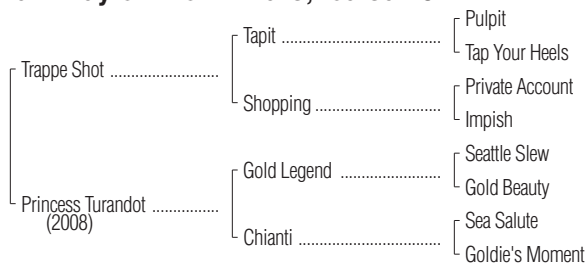 Pulpit
Tapit
Tap Your Heels
Trappe Shot
Private Account
Shopping
Impish
Seattle Slew
Gold Legend
Gold Beauty
Princess Turandot
(2008)
Sea Salute
Chianti
Goldie's Moment